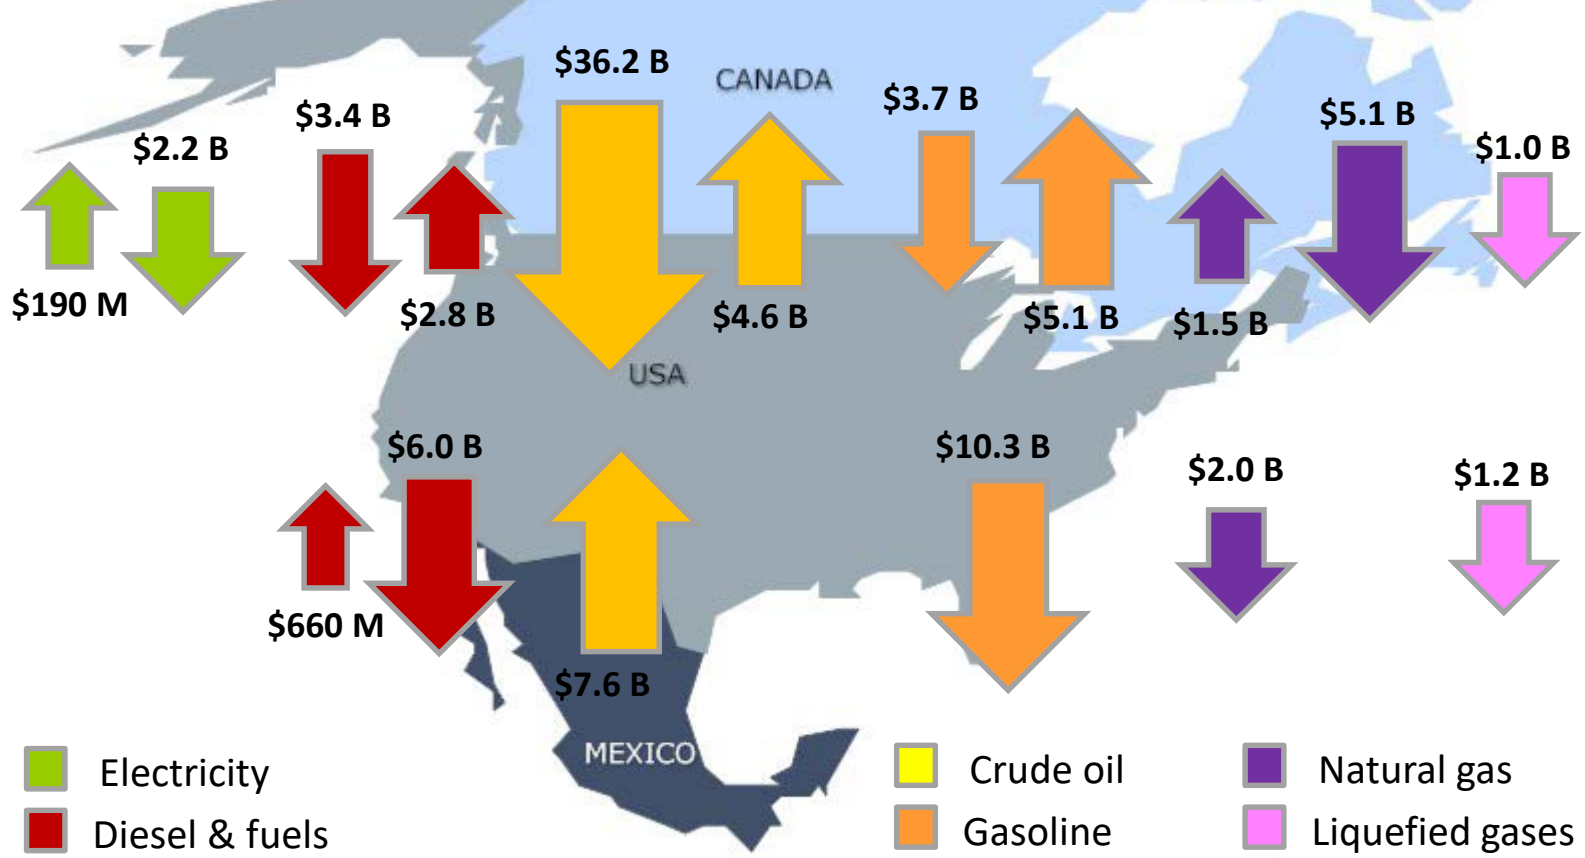 $36.2 B
CANADA
$3.7 B
$3.4 B
$5.1 B
$2.2 B
$1.0 B
$190 M
$2.8 B
$4.6 B
$5.1 B
$1.5 B
USA
$6.0 B
$10.3 B
$2.0 B
$1.2 B
$660 M
$7.6 B
MEXICO
Electricity
Crude oil
Natural gas
Diesel & fuels
Gasoline
Liquefied gases